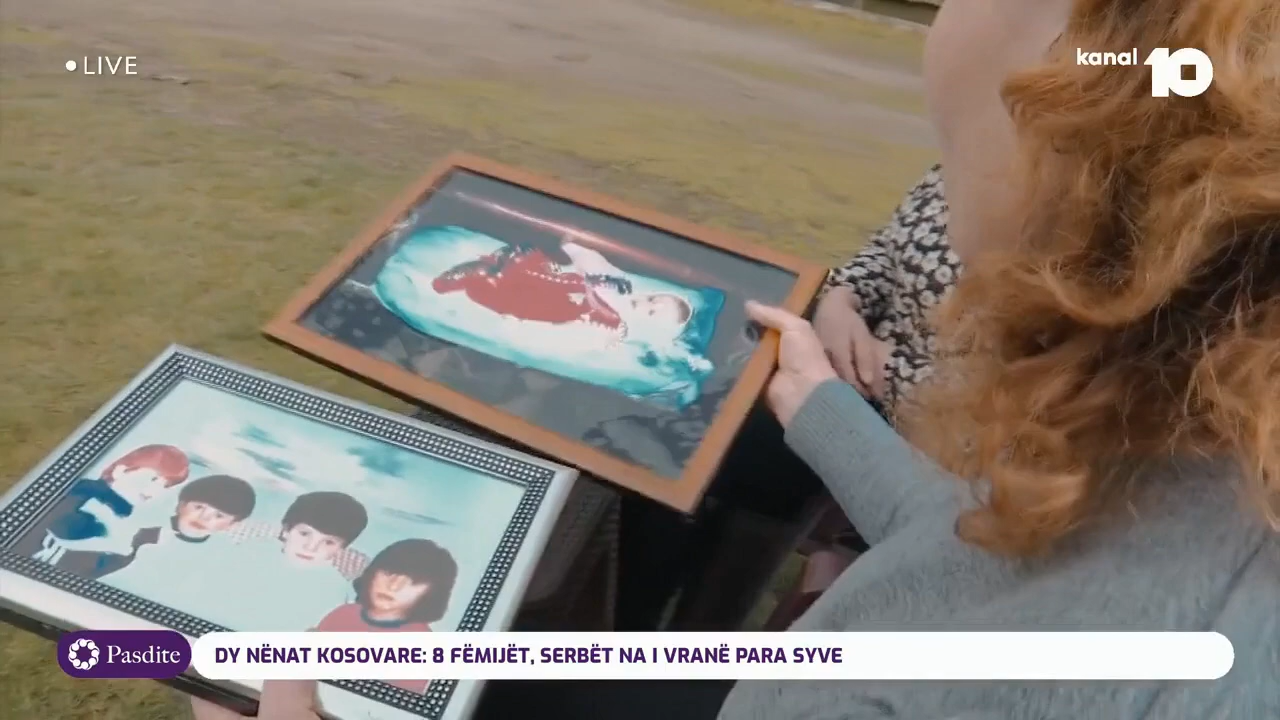 LIVE
kanal 10
Pasdite
DY NËNAT KOSOVARE: 8 FËMIJËT, SERBËT NA I VRANË PARA SYVE